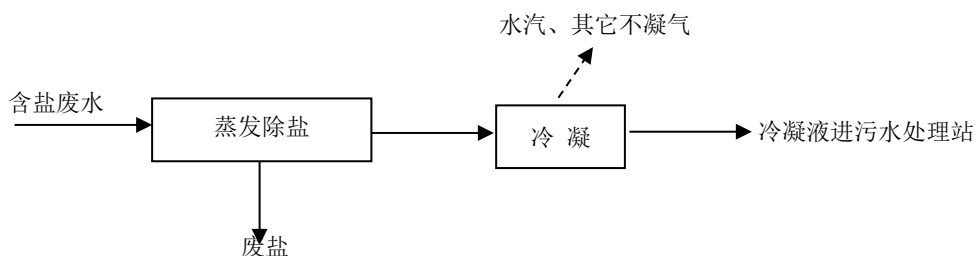 水汽、其它不凝气
含盐废水
蒸发除盐
冷 凝
冷凝液进污水处理站
废盐